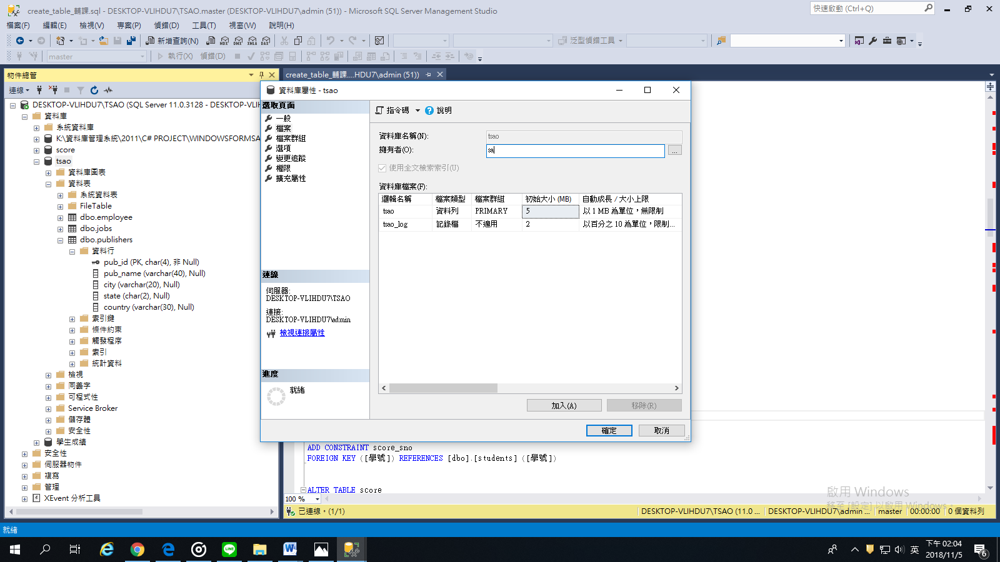 create_table_輔課.sql - DESKTOP-VLIHDU7\TSAO.master (DESKTOP-VLIHDU7\admin (51)) - Microsoft SQL Server Management Studio
快速啟動 (Ctrl+Q)
檔案(F) 編輯(E) 檢視(V) 專案(P) 偵錯(D) 工具(T) 視窗(W) 說明(H)
新增查詢(N) MDX DMX XMLA DAX 泛型偵錯工具
master 執行(X) 偵錯(D)
物件總管
連線
DESKTOP-VLIHDU7\TSAO (SQL Server 11.0.3128 - DESKTOP-VLIH
資料庫
系統資料庫
K:\資料庫管理系統\2011\C# PROJECT\WINDOWSFORMSA
score
tsao
資料庫圖表
資料表
系統資料表
FileTable
dbo.employee
dbo.jobs
dbo.publishers
資料行
pub_id (PK, char(4), 非 Null)
pub_name (varchar(40), Null)
city (varchar(20), Null)
state (char(2), Null)
country (varchar(30), Null)
索引鍵
條件約束
觸發程序
索引
統計資料
檢視
同義字
可程式性
Service Broker
儲存體
安全性
學生成績
安全性
伺服器物件
複寫
管理
XEvent 分析工具
create_table_輔課....HDU7\admin (51))
資料庫屬性 - tsao
選取頁面
一般
檔案
檔案群組
選項
變更追蹤
權限
擴充屬性
連線
伺服器:
DESKTOP-VLIHDU7\TSAO
連接:
DESKTOP-VLIHDU7\admin
檢視連接屬性
進度
就緒
指令碼 說明
資料庫名稱(N): tsao
擁有者(O): sa ...
使用全文檢索索引(U)
資料庫檔案(F):
邏輯名稱 檔案類型 檔案群組 初始大小 (MB) 自動成長 / 大小上限
tsao 資料列 PRIMARY 5 以 1 MB 為單位，無限制
tsao_log 記錄檔 不適用 2 以百分之 10 為單位，限制...
加入(A) 移除(R)
確定 取消
ADD CONSTRAINT score_sno
FOREIGN KEY ([學號]) REFERENCES [dbo].[students] ([學號])
ALTER TABLE score
100 %
啟用 Windows
移至 [設定] 以啟用 Windows。
已連線。(1/1) DESKTOP-VLIHDU7\TSAO (11.0 ... DESKTOP-VLIHDU7\admin ... master 00:00:00 0 個資料列
就緒
英 下午 02:04
2018/11/5
6